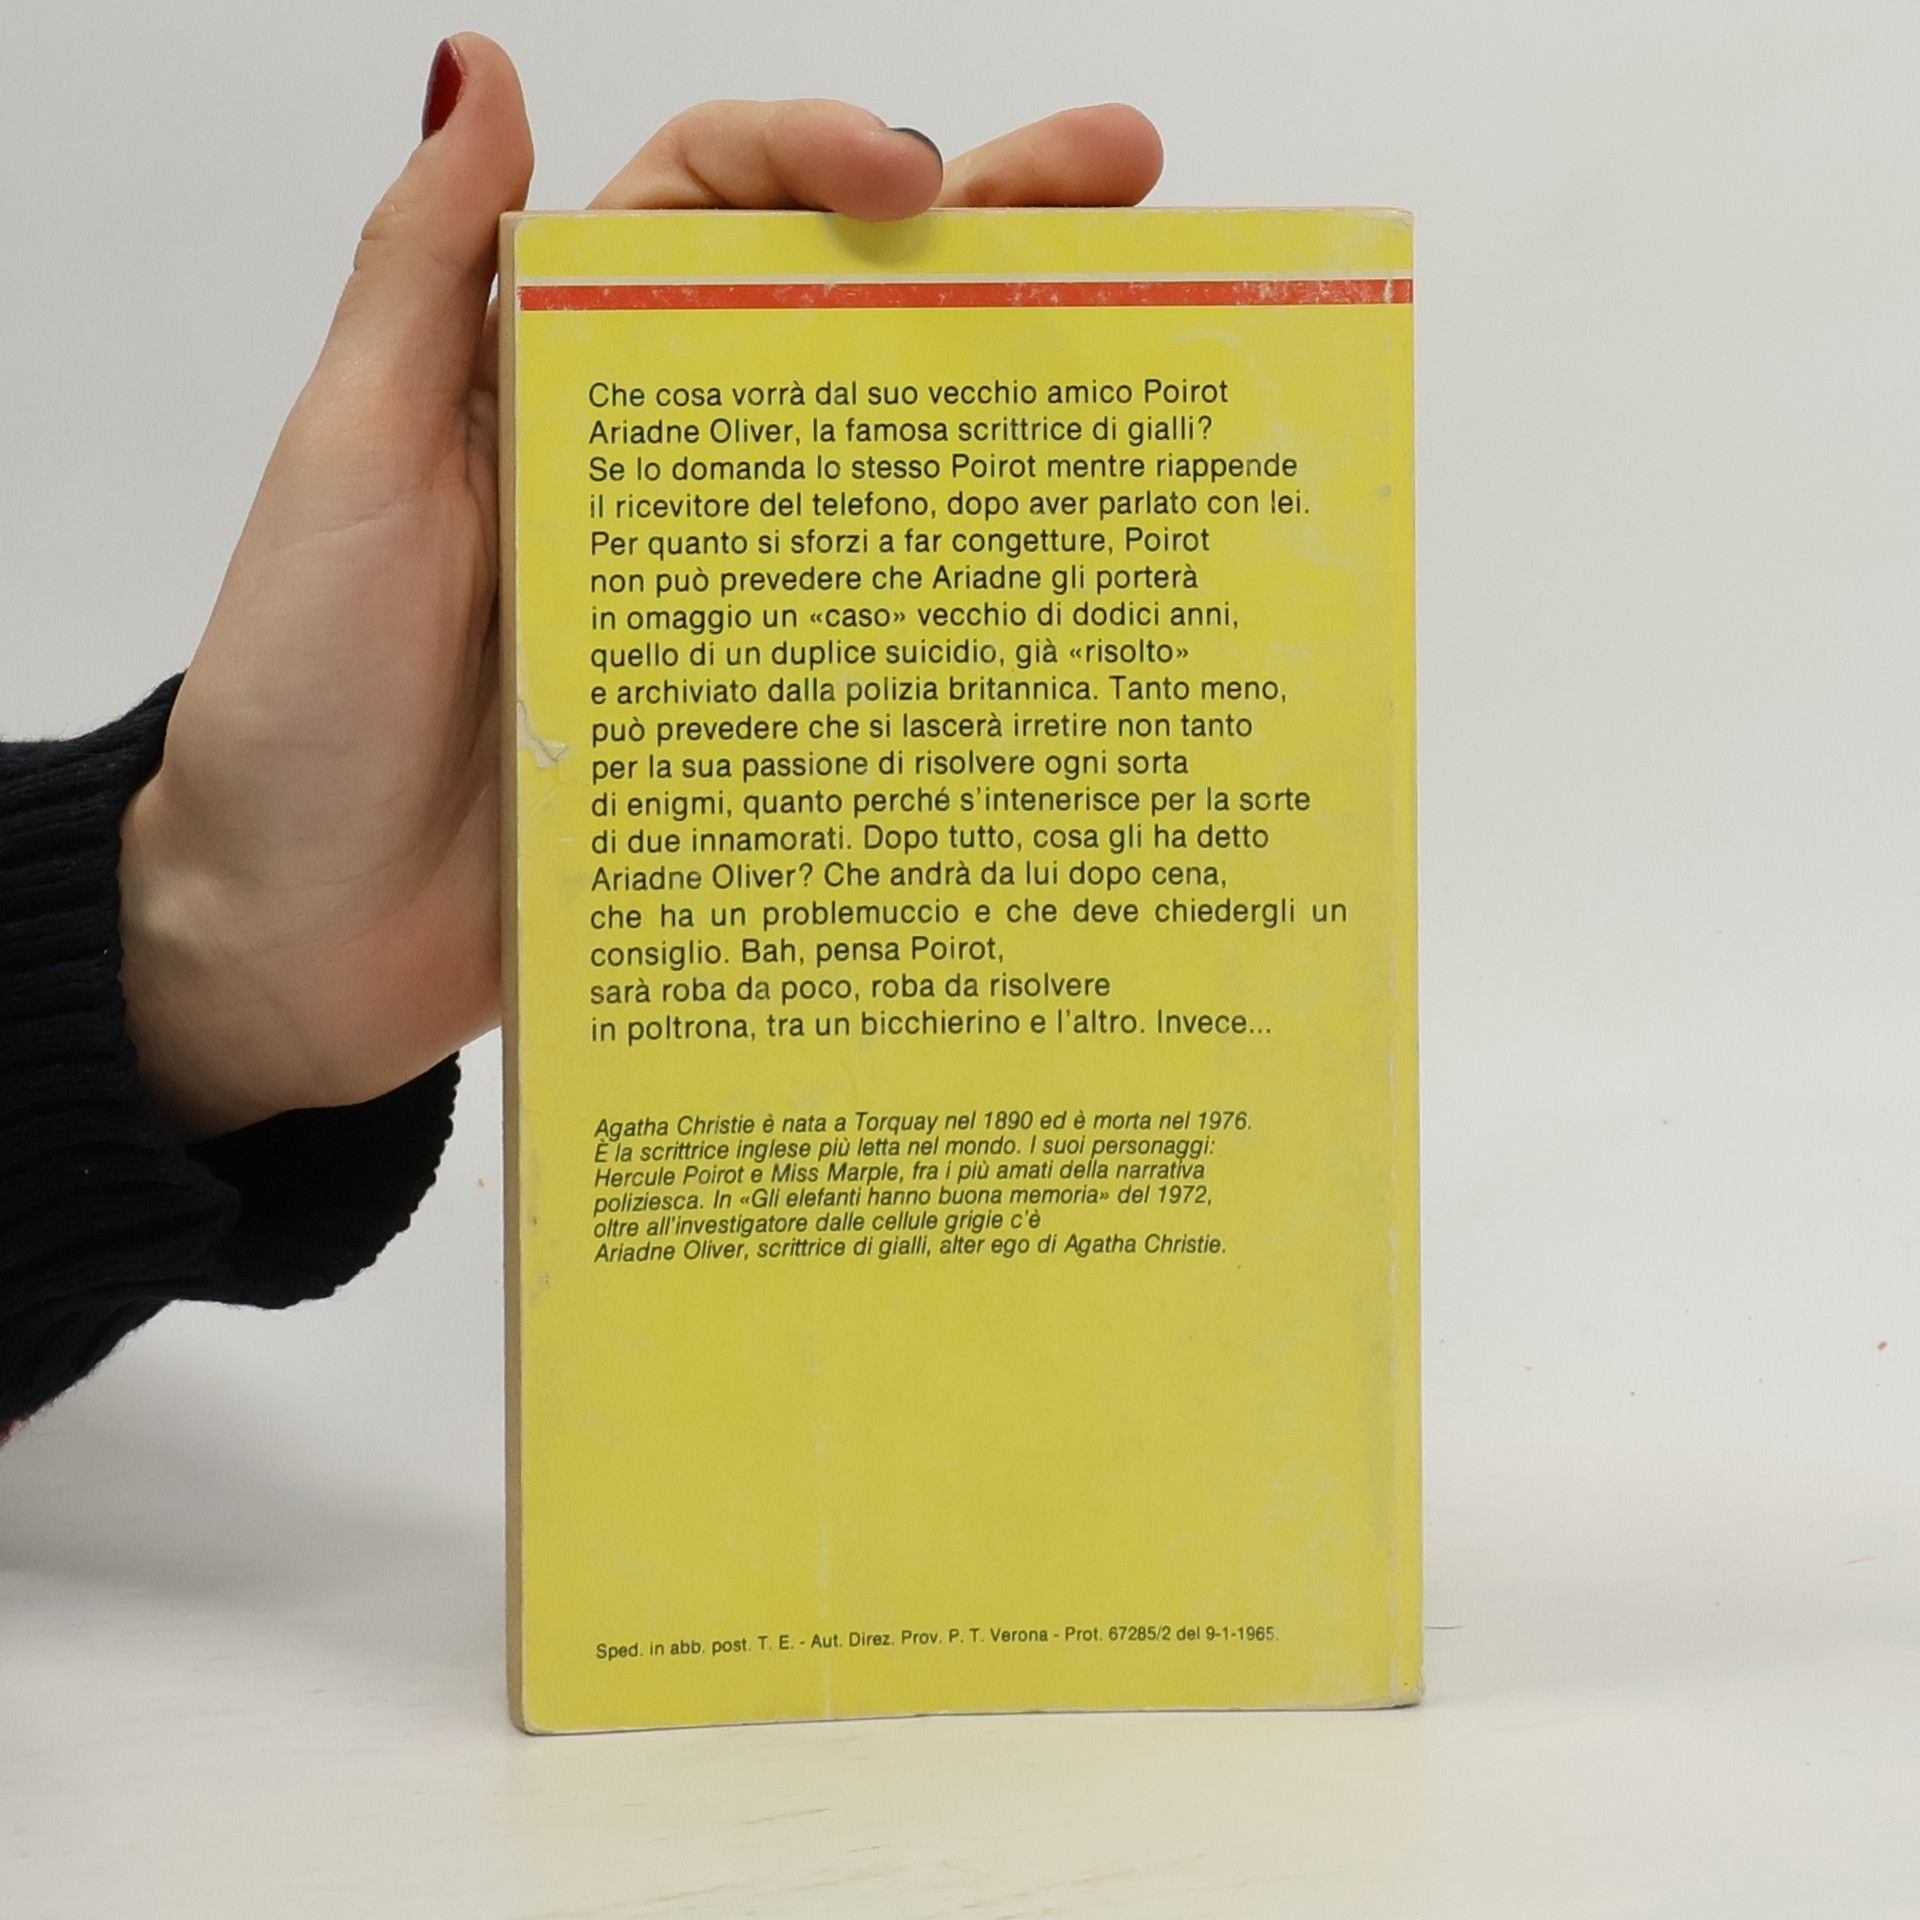 Che cosa vorrà dal suo vecchio amico Poirot
Ariadne Oliver, la famosa scrittrice di gialli?
Se lo domanda lo stesso Poirot mentre riappende
il ricevitore del telefono, dopo aver parlato con lei.
Per quanto si sforzi a far congetture, Poirot
non può prevedere che Ariadne gli porterà
in omaggio un «caso» vecchio di dodici anni,
quello di un duplice suicidio, già «risolto»
e archiviato dalla polizia britannica. Tanto meno,
può prevedere che si lascerà irretire non tanto
per la sua passione di risolvere ogni sorta
di enigmi, quanto perché s'intenerisce per la sorte
di due innamorati. Dopo tutto, cosa gli ha detto
Ariadne Oliver? Che andrà da lui dopo cena,
che ha un problemuccio e che deve chiedergli un
consiglio. Bah, pensa Poirot,
sarà roba da poco, roba da risolvere
in poltrona, tra un bicchierino e l'altro. Invece...
Agatha Christie è nata a Torquay nel 1890 ed è morta nel 1976.
È la scrittrice inglese più letta nel mondo. I suoi personaggi:
Hercule Poirot e Miss Marple, fra i più amati della narrativa
poliziesca. In «Gli elefanti hanno buona memoria» del 1972,
oltre all'investigatore dalle cellule grigie c'è
Ariadne Oliver, scrittrice di gialli, alter ego di Agatha Christie.
Sped. in abb. post. T. E. - Aut. Direz. Prov. P. T. Verona - Prot. 67285/2 del 9-1-1965.